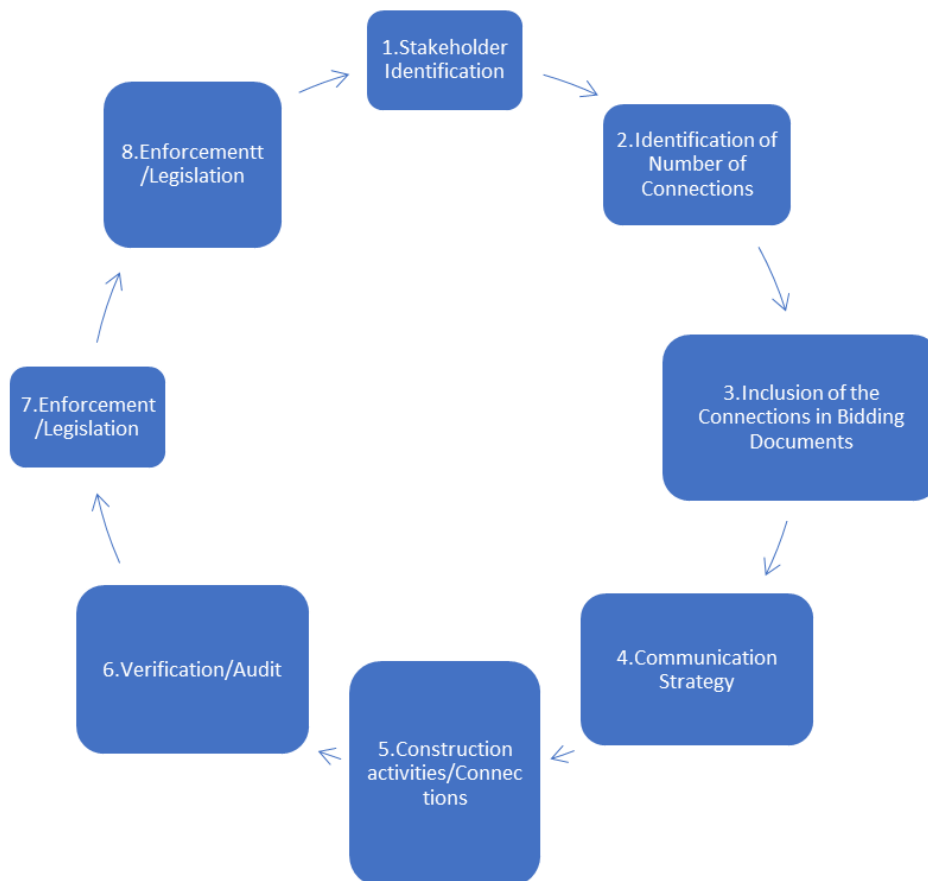 1.Stakeholder
Identification
2.Identification of
Number of
Connections
3.Inclusion of the
Connections in Bidding
Documents
4.Communication
Strategy
5.Construction
activities/Connec
tions
6.Verification/Audit
7.Enforcement
/Legislation
8.Enforcementt
/Legislation